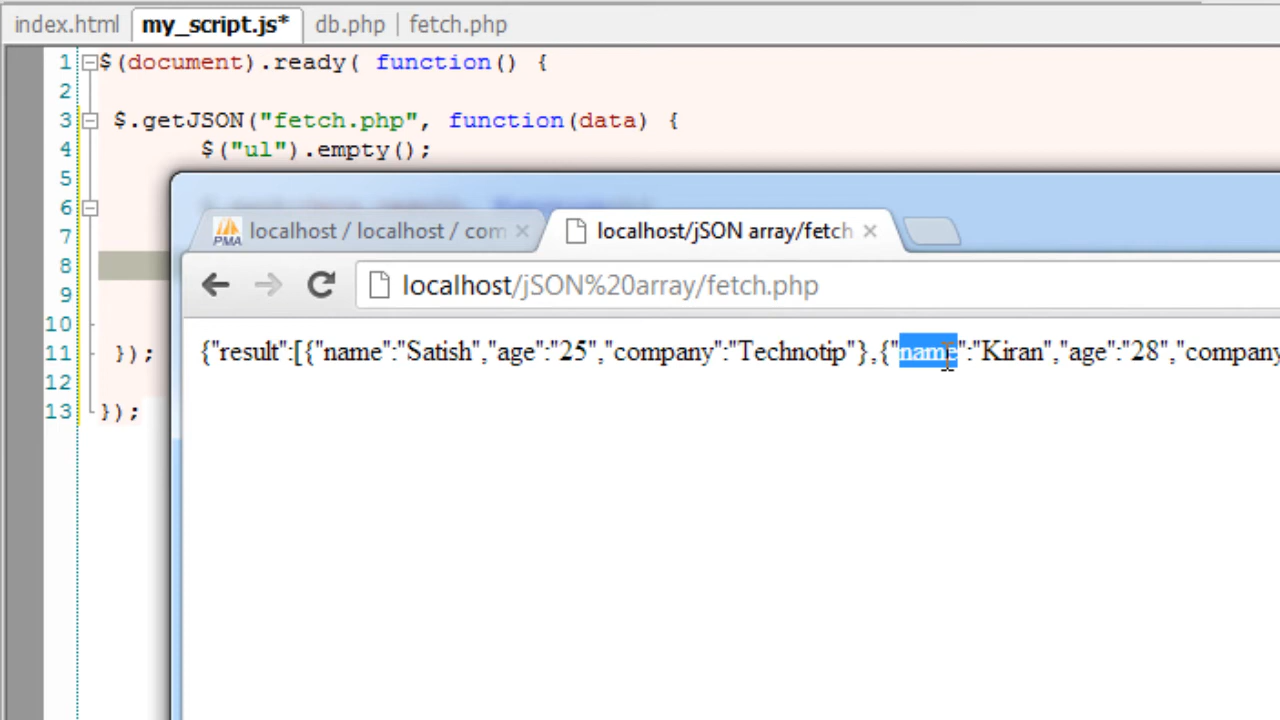 index.html my_script.js* db.php fetch.php
1 $(document).ready( function() {
2
3 $.getJSON("fetch.php", function(data) {
4 $("ul").empty();
5
6
7
8
9
10
11 });
12
13 });
PMA localhost / localhost / com localhost/jSON array/fetch
localhost/jSON%20array/fetch.php
{"result":[{"name":"Satish","age":"25","company":"Technotip"},{"name":"Kiran","age":"28","company